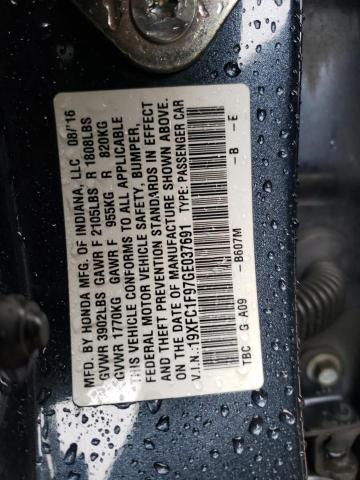 MFD. BY HONDA MFG. OF INDIANA, LLC 08/'16
GVWR 3902LBS GAWR F 2105LBS R 1808LBS
GVWR 1770KG GAWR F 955KG R 820KG
THIS VEHICLE CONFORMS TO ALL APPLICABLE
FEDERAL MOTOR VEHICLE SAFETY, BUMPER,
AND THEFT PREVENTION STANDARDS IN EFFECT
ON THE DATE OF MANUFACTURE SHOWN ABOVE.
V.I.N.:19XFC1F97GE037691 TYPE: PASSENGER CAR
- B607M - B - E
TBC G A09